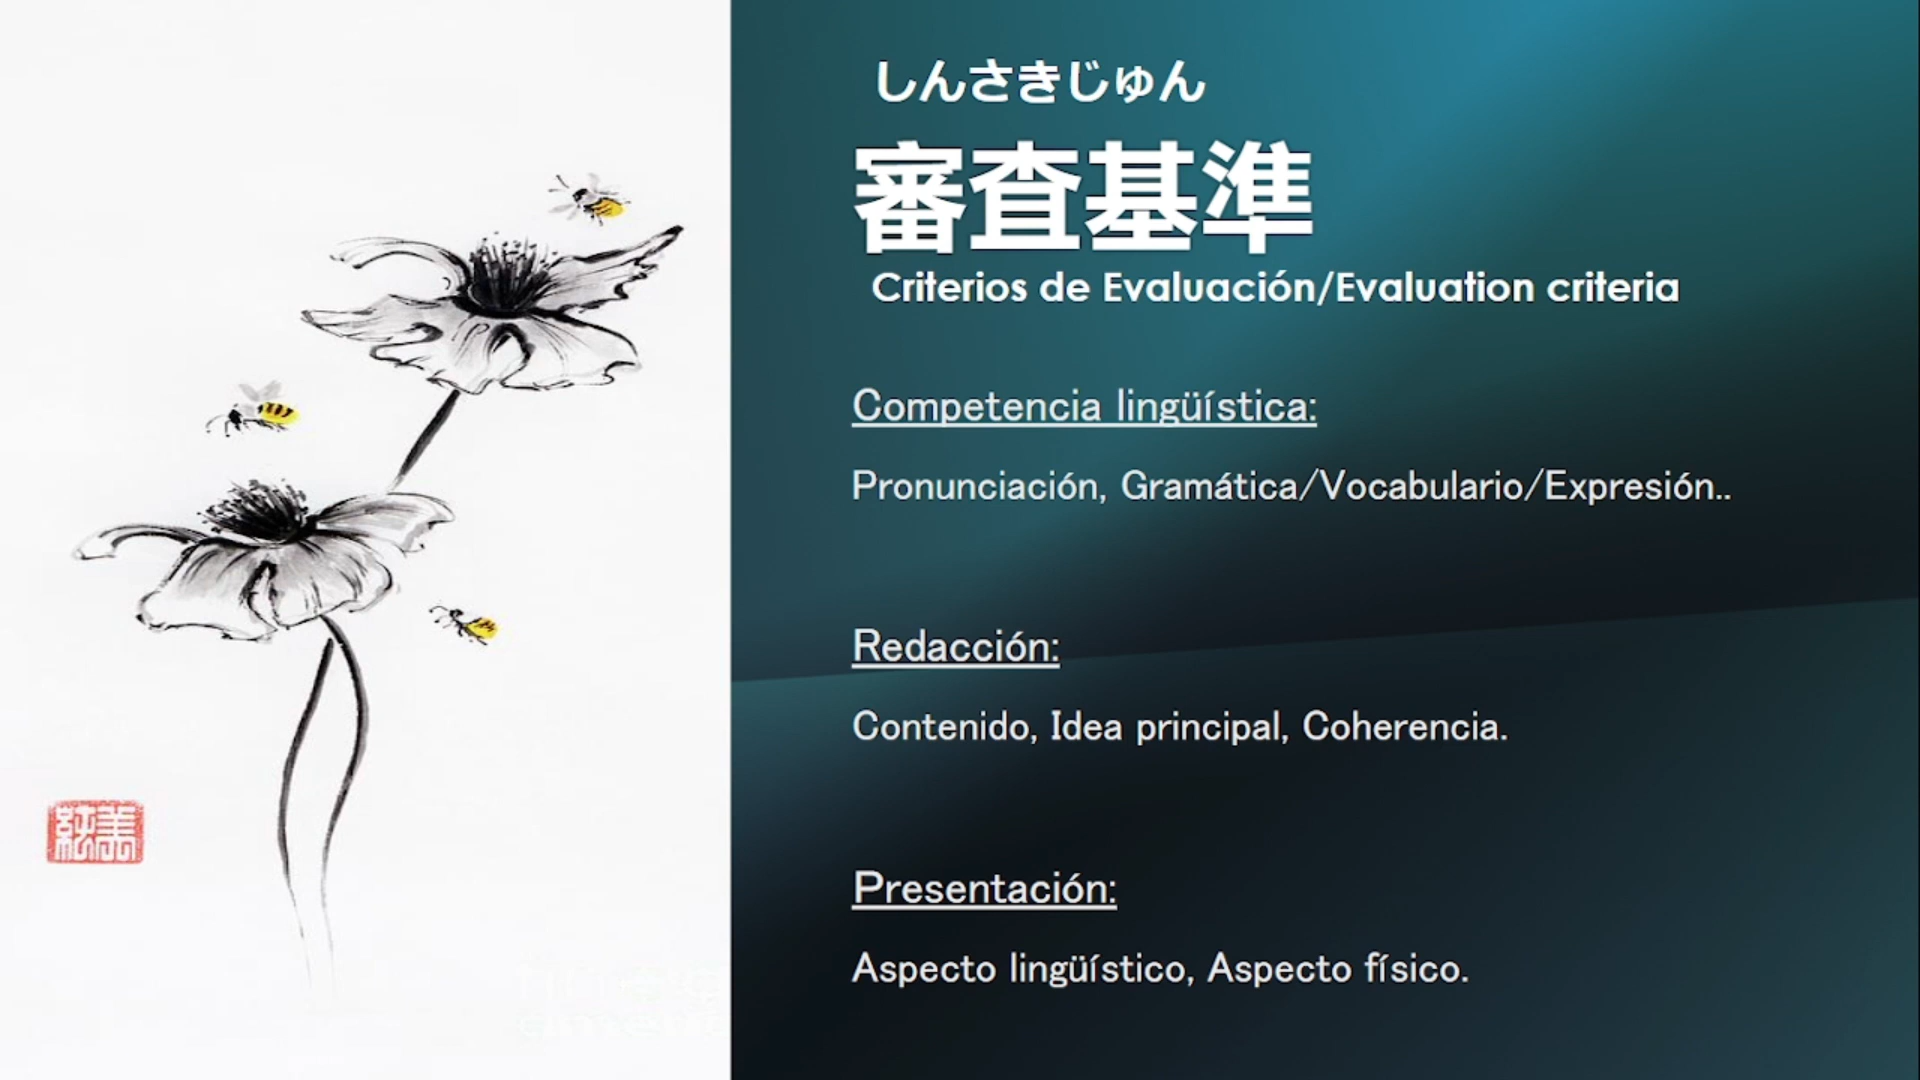 しんさきじゅん
審査基準
Criterios de Evaluación/Evaluation criteria
Competencia lingüística:
Pronunciación, Gramática/Vocabulario/Expresión..
Redacción:
Contenido, Idea principal, Coherencia.
Presentación:
Aspecto lingüístico, Aspecto físico.